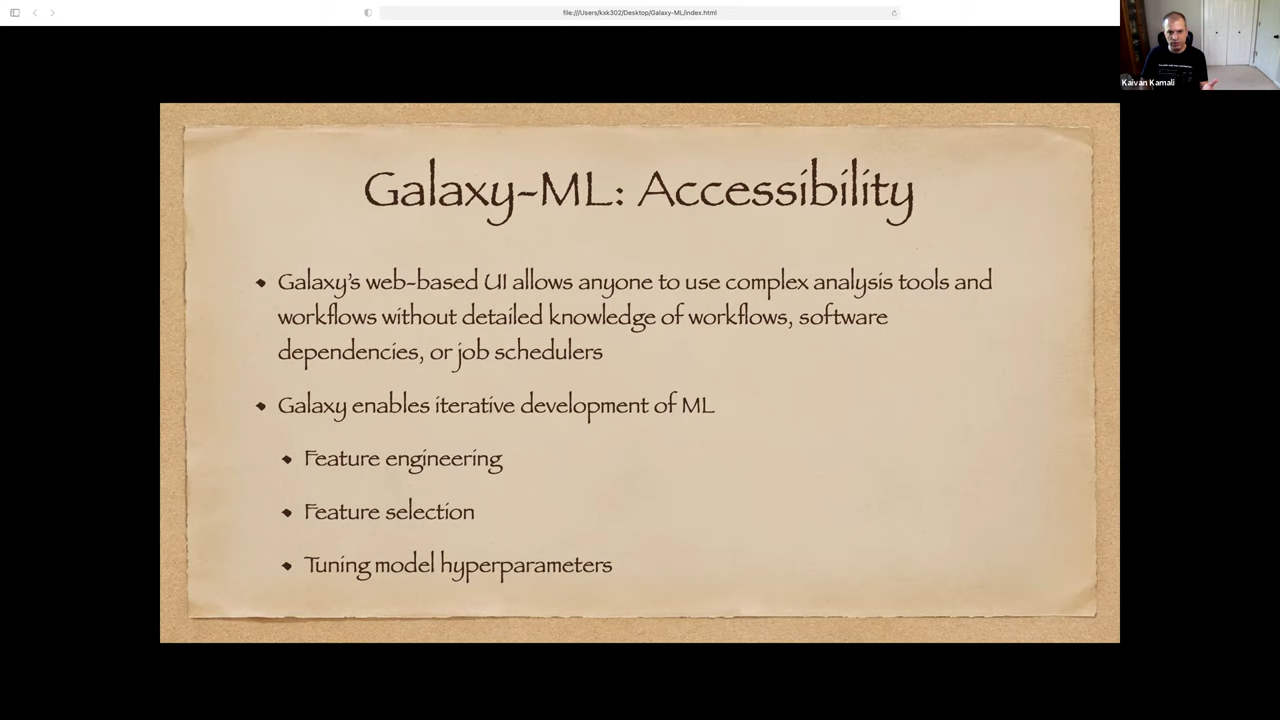 file:///Users/kxk302/Desktop/Galaxy-ML/index.html
Kaivan Kamali
Galaxy-ML: Accessibility
Galaxy's web-based UI allows anyone to use complex analysis tools and
workflows without detailed knowledge of workflows, software
dependencies, or job schedulers
Galaxy enables iterative development of ML
Feature engineering
Feature selection
Tuning model hyperparameters